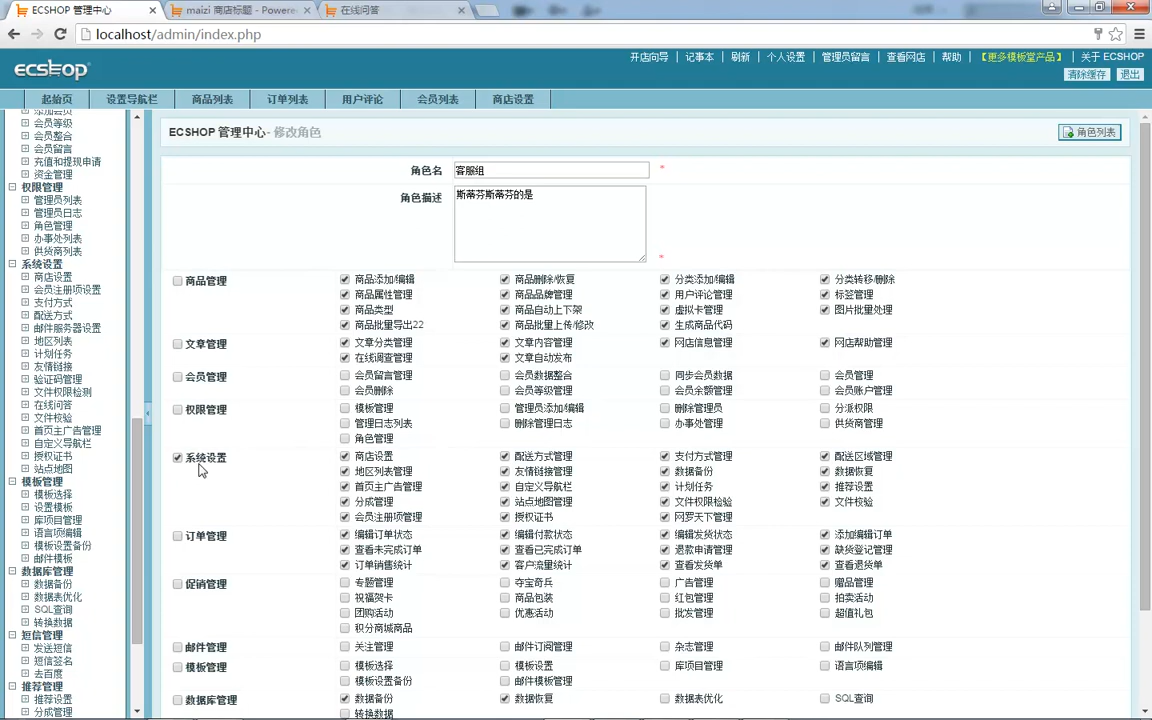 ECSHOP 管理中心
maizi 商店标题 - Powere
在线问答
localhost/admin/index.php
ECSHOP
开店向导 | 记事本 | 刷新 | 个人设置 | 管理员留言 | 查看网店 | 帮助 | 【更多模板堂产品】 | 关于 ECSHOP
清除缓存 退出
起始页 设置导航栏 商品列表 订单列表 用户评论 会员列表 商店设置
添加会员
会员等级
会员整合
会员留言
充值和提现申请
资金管理
权限管理
管理员列表
管理员日志
角色管理
办事处列表
供货商列表
系统设置
商店设置
会员注册项设置
支付方式
配送方式
邮件服务器设置
地区列表
计划任务
友情链接
验证码管理
文件权限检测
在线问答
文件校验
首页主广告管理
自定义导航栏
授权证书
站点地图
模板管理
模板选择
设置模板
库项目管理
语言项编辑
模板设置备份
邮件模板
数据库管理
数据备份
数据表优化
SQL查询
转换数据
短信管理
发送短信
短信签名
去百度
推荐管理
推荐设置
分成管理
ECSHOP 管理中心 - 修改角色
角色列表
角色名 客服组 *
角色描述 斯蒂芬斯蒂芬的是 *
商品管理 商品添加/编辑 商品删除/恢复 分类添加/编辑 分类转移/删除
商品属性管理 商品品牌管理 用户评论管理 标签管理
商品类型 商品自动上下架 虚拟卡管理 图片批量处理
商品批量导出22 商品批量上传/修改 生成商品代码
文章管理 文章分类管理 文章内容管理 网店信息管理 网店帮助管理
在线调查管理 文章自动发布
会员管理 会员留言管理 会员数据整合 同步会员数据 会员管理
会员删除 会员等级管理 会员余额管理 会员账户管理
权限管理 模板管理 管理员添加/编辑 删除管理员 分派权限
管理日志列表 删除管理日志 办事处管理 供货商管理
角色管理
系统设置 商店设置 配送方式管理 支付方式管理 配送区域管理
地区列表管理 友情链接管理 数据备份 数据恢复
首页主广告管理 自定义导航栏 计划任务 推荐设置
分成管理 站点地图管理 文件权限检验 文件校验
会员注册项管理 授权证书 网罗天下管理
订单管理 编辑订单状态 编辑付款状态 编辑发货状态 添加编辑订单
查看未完成订单 查看已完成订单 退款申请管理 缺货登记管理
订单销售统计 客户流量统计 查看发货单 查看退货单
促销管理 专题管理 夺宝奇兵 广告管理 赠品管理
祝福贺卡 商品包装 红包管理 拍卖活动
团购活动 优惠活动 批发管理 超值礼包
积分商城商品
邮件管理 关注管理 邮件订阅管理 杂志管理 邮件队列管理
模板管理 模板选择 模板设置 库项目管理 语言项编辑
模板设置备份 邮件模板管理
数据库管理 数据备份 数据恢复 数据表优化 SQL查询
转换数据